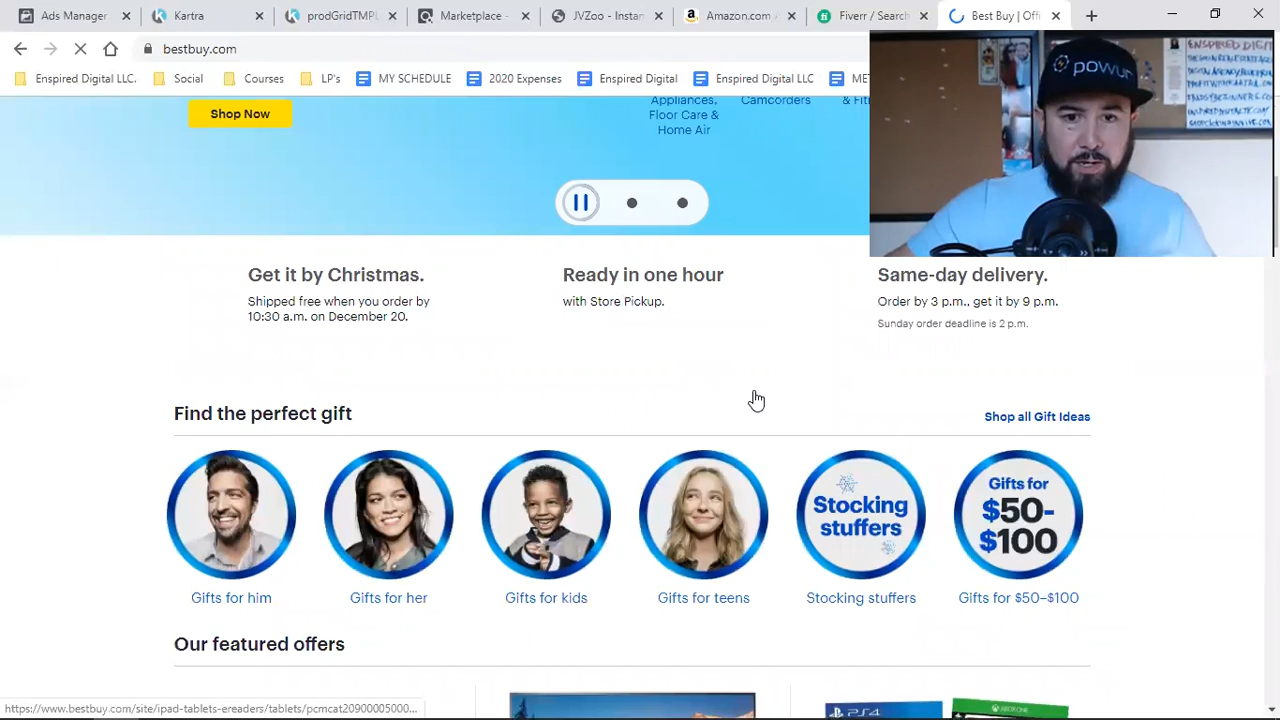 Ads Manager
Kartra
prodGridTMPL
Marketplace -
JVZoo - Instan
Amazon.com
Fiverr / Search
Best Buy | Offi
bestbuy.com
Enspired Digital LLC.
Social
Courses
LP's
MY SCHEDULE
2020 Expenses
Enspired Digital
Enspired Digital LLC
Shop Now
Appliances,
Floor Care &
Home Air
Camcorders
& Fit
powur
ENSPIRED DIGIT
Get it by Christmas.
Shipped free when you order by
10:30 a.m. on December 20.
Ready in one hour
with Store Pickup.
Same-day delivery.
Order by 3 p.m., get it by 9 p.m.
Sunday order deadline is 2 p.m.
Find the perfect gift
Shop all Gift Ideas
Stocking
stuffers
Gifts for
$50-
$100
Gifts for him
Gifts for her
Gifts for kids
Gifts for teens
Stocking stuffers
Gifts for $50–$100
Our featured offers
https://www.bestbuy.com/site/ipad-tablets-ereaders/tablets/pcmcat20900005000...
PS4
XBOX ONE